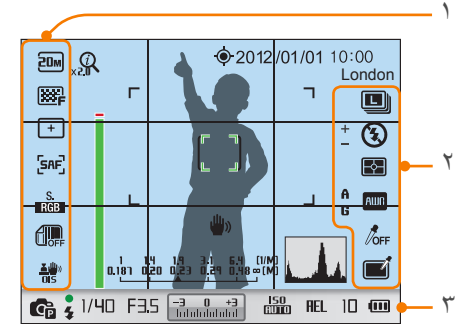 ١
20M
x2.0
2012/01/01 10:00
London
L
F
+
+
−
SAF
٢
S.
RGB
A
G
AWB
OFF
OFF
OIS
1 1.4 1.9 3.1 6.4 (1/M)
0.187 0.20 0.23 0.29 0.48 ∞ (M)
P
1/40 F3.5
−3 0 +3
ISO
AUTO
AEL 10
٣